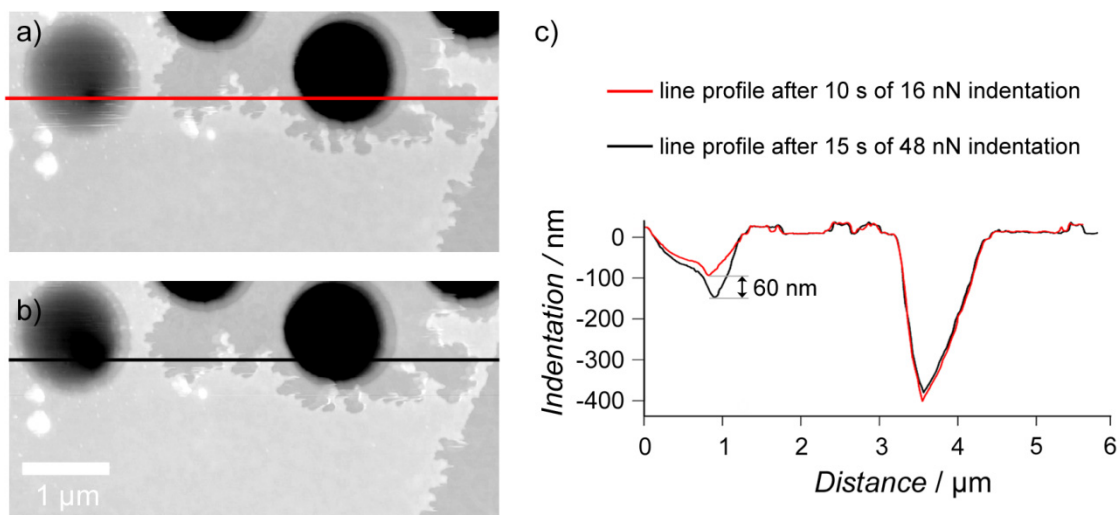 a)
b)
1 μm
c)
line profile after 10 s of 16 nN indentation
line profile after 15 s of 48 nN indentation
Indentation / nm
0
-100
-200
-300
-400
60 nm
0 1 2 3 4 5 6
Distance / μm